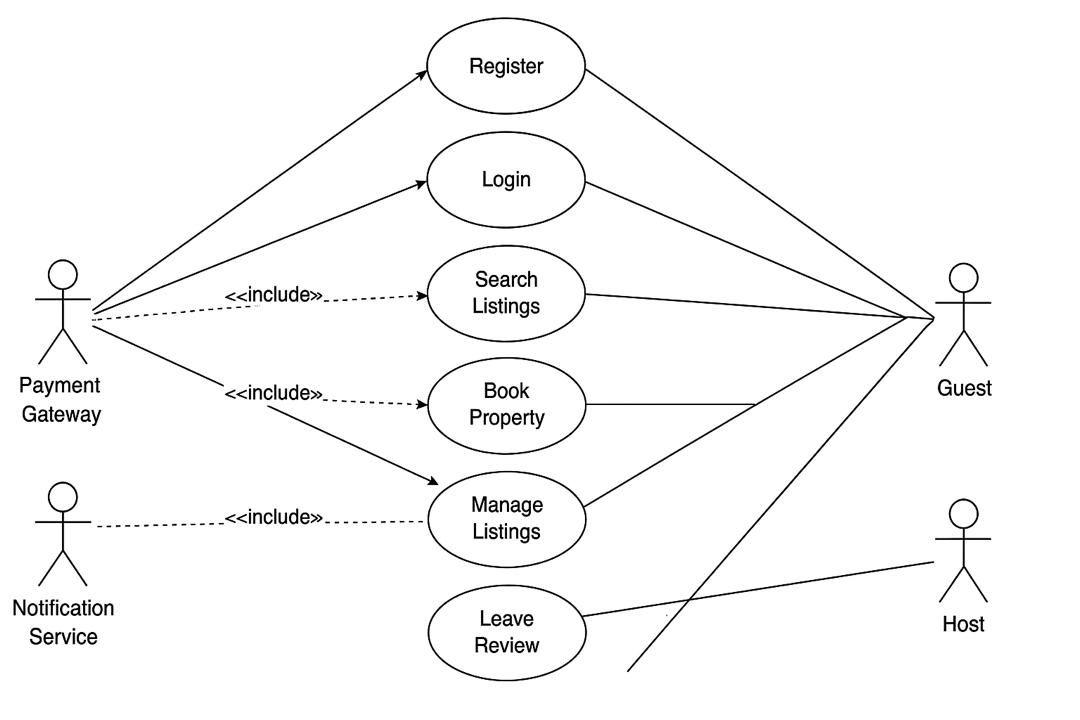 Register
Login
Search
Listings
<<include>>
Book
Property
<<include>>
Payment
Gateway
Guest
Manage
Listings
<<include>>
Notification
Service
Leave
Review
Host